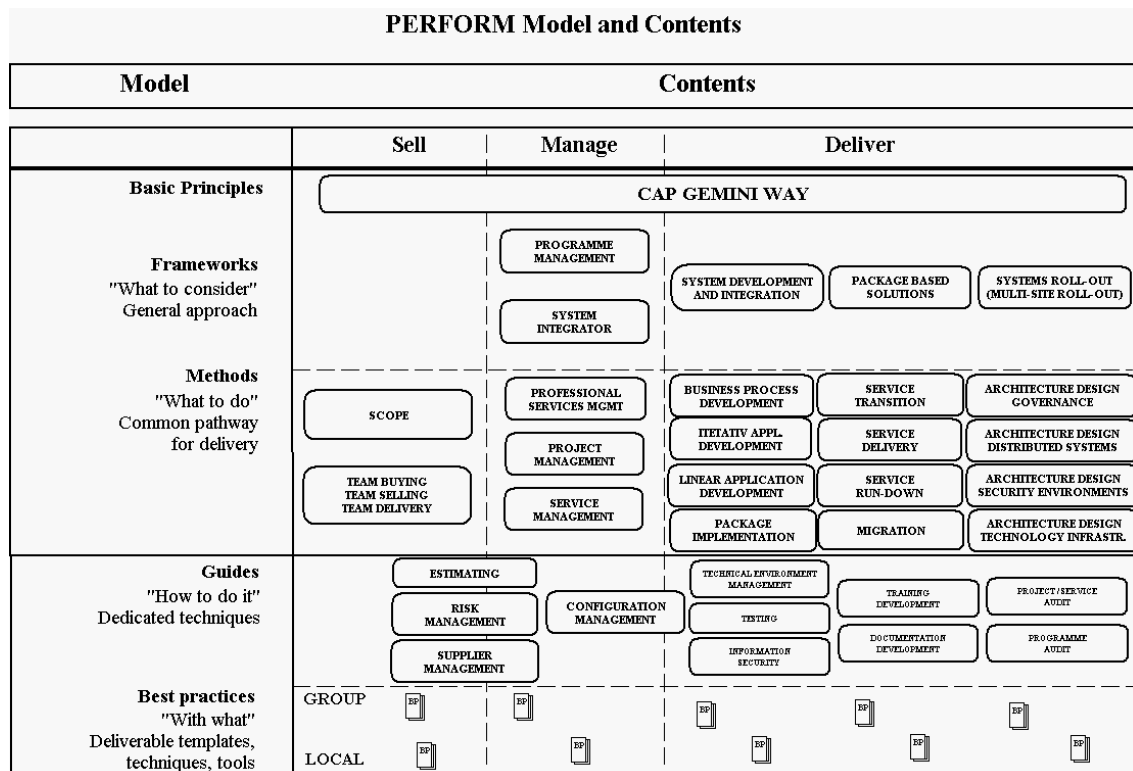 PERFORM Model and Contents
Model
Contents
Sell
Manage
Deliver
Basic Principles
CAP GEMINI WAY
Frameworks
"What to consider"
General approach
PROGRAMME
MANAGEMENT
SYSTEM
INTEGRATOR
SYSTEM DEVELOPMENT
AND INTEGRATION
PACKAGE BASED
SOLUTIONS
SYSTEMS ROLL-OUT
(MULTI-SITE ROLL-OUT)
Methods
"What to do"
Common pathway
for delivery
SCOPE
TEAM BUYING
TEAM SELLING
TEAM DELIVERY
PROFESSIONAL
SERVICES MGMT
PROJECT
MANAGEMENT
SERVICE
MANAGEMENT
BUSINESS PROCESS
DEVELOPMENT
ITETATIV APPL.
DEVELOPMENT
LINEAR APPLICATION
DEVELOPMENT
PACKAGE
IMPLEMENTATION
SERVICE
TRANSITION
SERVICE
DELIVERY
SERVICE
RUN-DOWN
MIGRATION
ARCHITECTURE DESIGN
GOVERNANCE
ARCHITECTURE DESIGN
DISTRIBUTED SYSTEMS
ARCHITECTURE DESIGN
SECURITY ENVIRONMENTS
ARCHITECTURE DESIGN
TECHNOLOGY INFRASTR.
Guides
"How to do it"
Dedicated techniques
ESTIMATING
RISK
MANAGEMENT
SUPPLIER
MANAGEMENT
CONFIGURATION
MANAGEMENT
TECHNICAL ENVIRONMENT
MANAGEMENT
TESTING
INFORMATION
SECURITY
TRAINING
DEVELOPMENT
DOCUMENTATION
DEVELOPMENT
PROJECT / SERVICE
AUDIT
PROGRAMME
AUDIT
Best practices
"With what"
Deliverable templates,
techniques, tools
GROUP
BP
BP
BP
BP
BP
LOCAL
BP
BP
BP
BP
BP